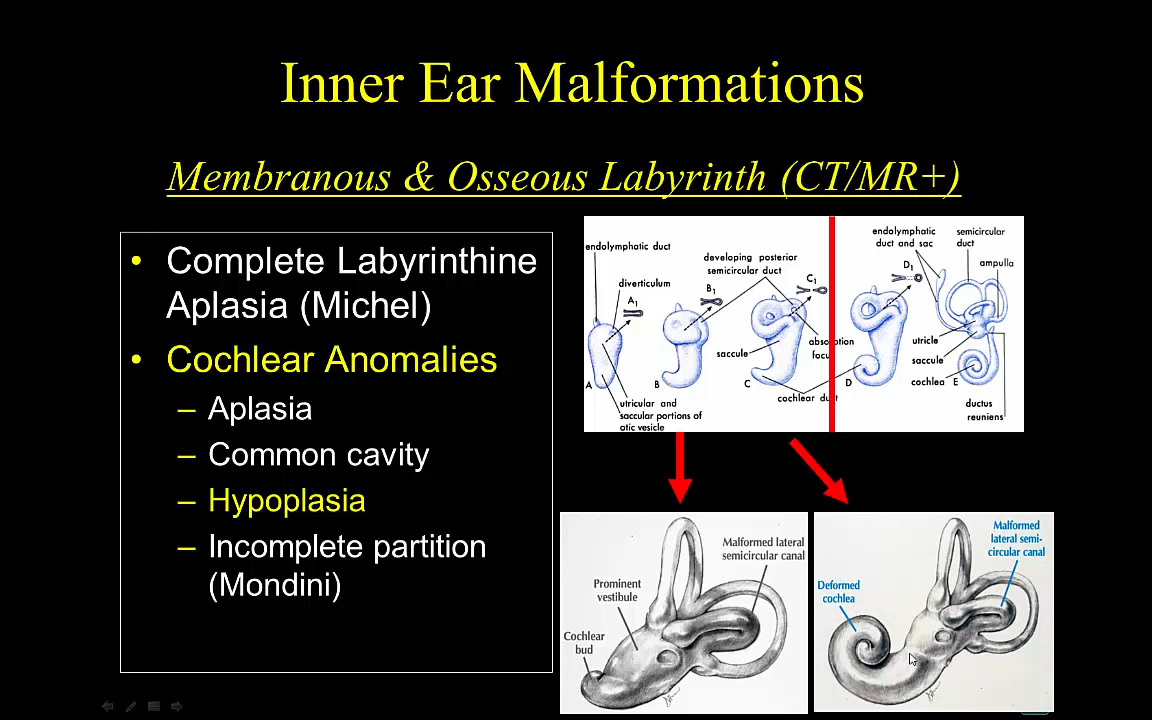 Inner Ear Malformations
Membranous & Osseous Labyrinth (CT/MR+)
• Complete Labyrinthine
Aplasia (Michel)
• Cochlear Anomalies
– Aplasia
– Common cavity
– Hypoplasia
– Incomplete partition
(Mondini)
endolymphatic duct
diverticulum
A1
A
utricular and
saccular portions of
otic vesicle
developing posterior
semicircular duct
B1
B
saccule
C1
C
absorption
focu
cochlear du
endolymphatic
duct and sac
D1
D
semicircular
duct
ampulla
utricle
saccule
cochlea E
ductus
reuniens
Malformed lateral
semicircular canal
Prominent
vestibule
Cochlear
bud
Malformed
lateral semi-
circular canal
Deformed
cochlea